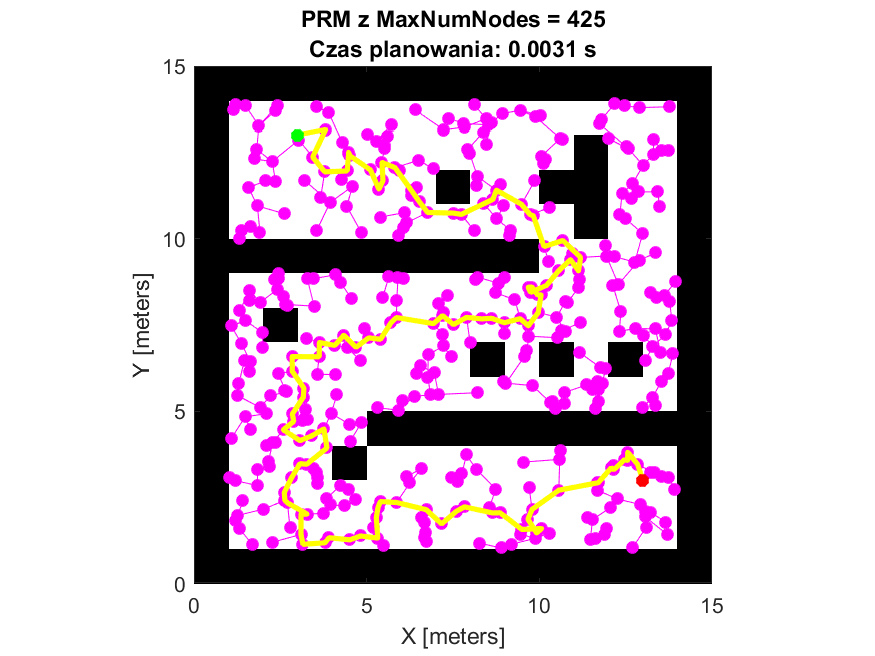 PRM z MaxNumNodes = 425
Czas planowania: 0.0031 s
15
10
5
0
Y [meters]
0 5 10 15
X [meters]